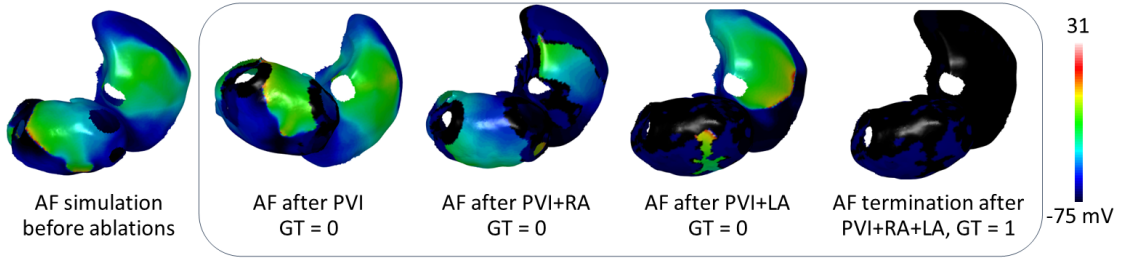 31
AF simulation
before ablations
AF after PVI
GT = 0
AF after PVI+RA
GT = 0
AF after PVI+LA
GT = 0
AF termination after
PVI+RA+LA, GT = 1
-75 mV